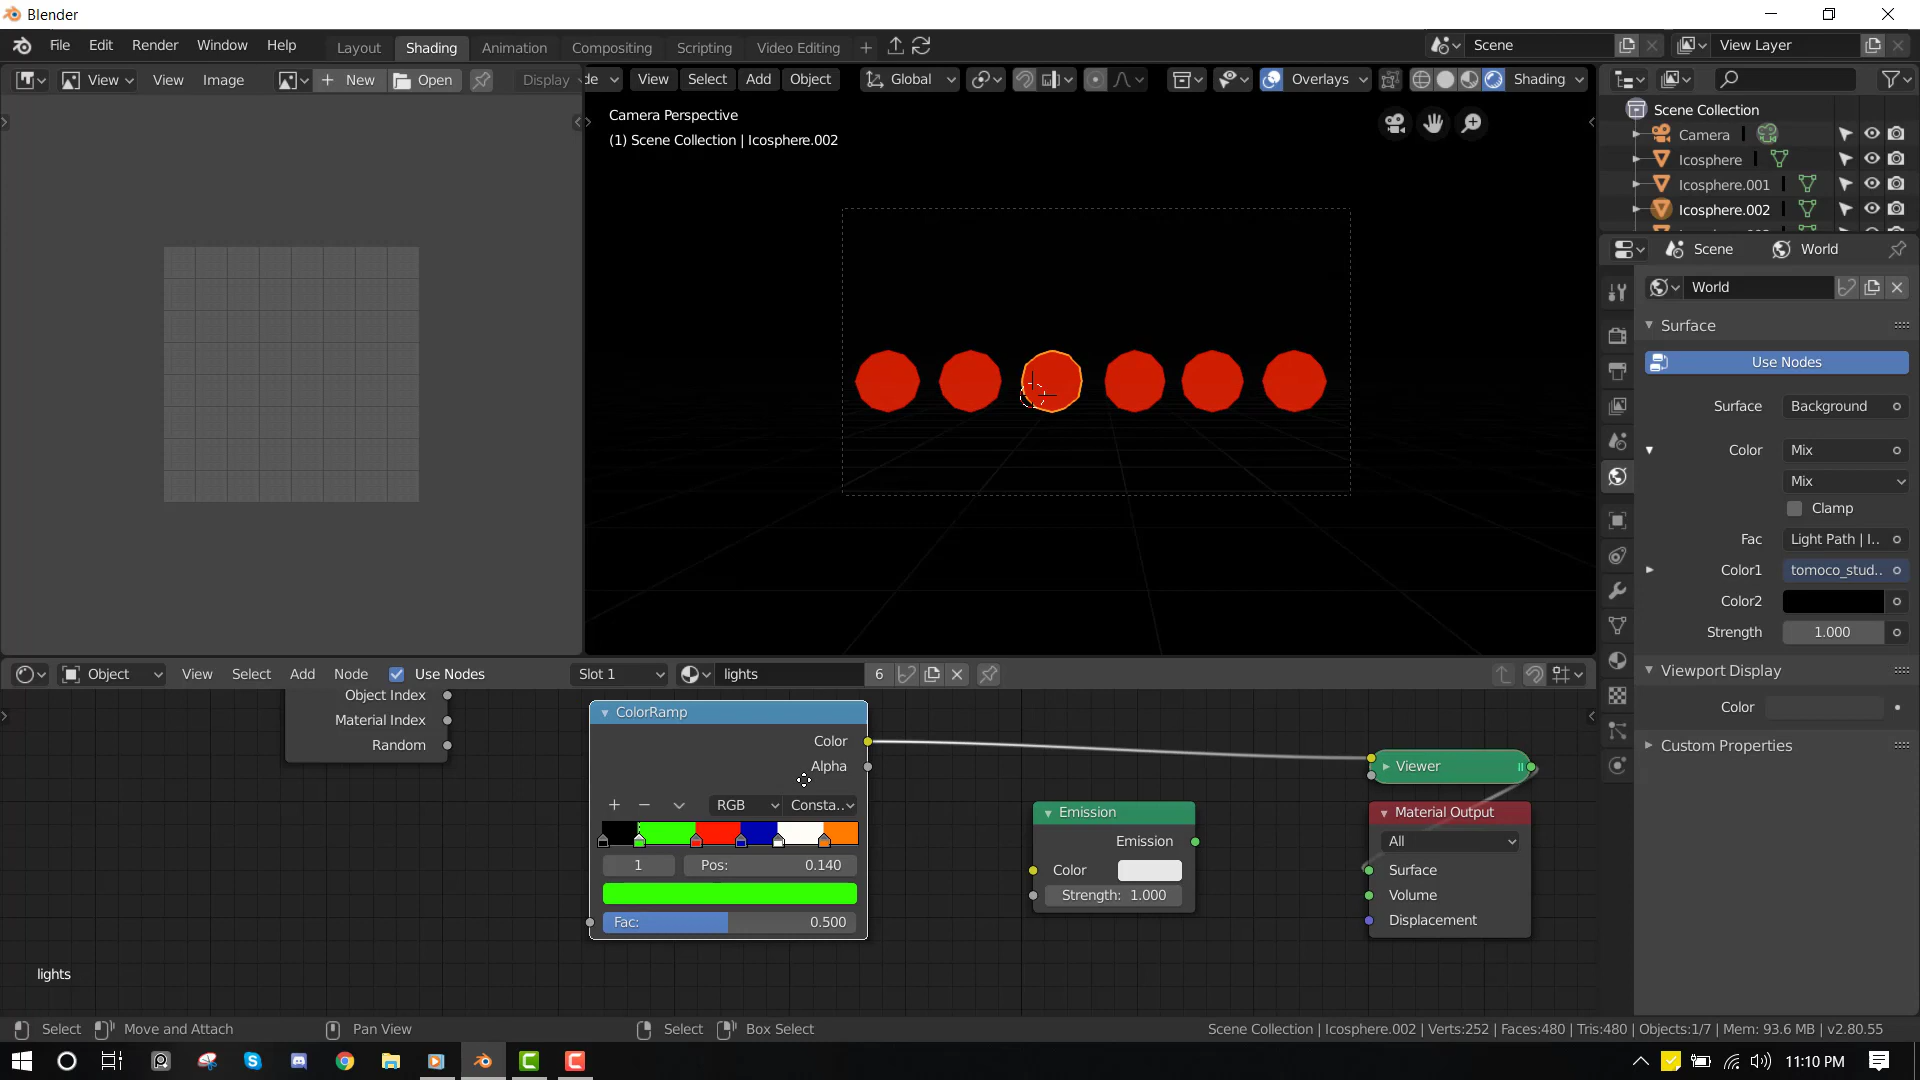 Blender
File Edit Render Window Help Layout Shading Animation Compositing Scripting Video Editing Scene View Layer
View View Image New Open Display de View Select Add Object Global Overlays Shading
Camera Perspective
(1) Scene Collection | Icosphere.002
Scene Collection
Camera
Icosphere
Icosphere.001
Icosphere.002
Scene World
World
Surface
Use Nodes
Surface Background
Color Mix
Mix
Clamp
Fac Light Path | I..
Color1 tomoco_stud..
Color2
Strength 1.000
Viewport Display
Color
Custom Properties
Object View Select Add Node Use Nodes Slot 1 lights 6
Object Index
Material Index
Random
ColorRamp
Color
Alpha
RGB Consta..
1 Pos: 0.140
Fac: 0.500
Emission
Emission
Color
Strength: 1.000
Viewer
Material Output
All
Surface
Volume
Displacement
lights
Select Move and Attach Pan View Select Box Select Scene Collection | Icosphere.002 | Verts:252 | Faces:480 | Tris:480 | Objects:1/7 | Mem: 93.6 MB | v2.80.55
11:10 PM